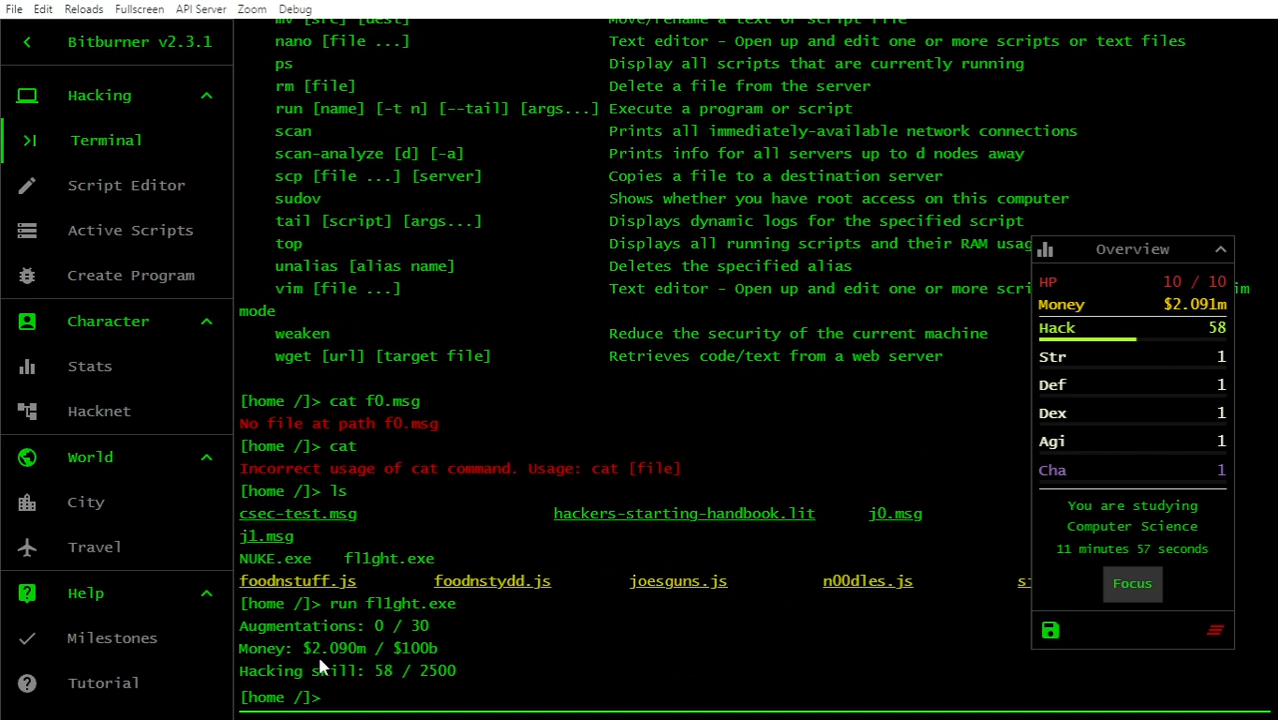 File Edit Reloads Fullscreen API Server Zoom Debug
Bitburner v2.3.1
Hacking
Terminal
Script Editor
Active Scripts
Create Program
Character
Stats
Hacknet
World
City
Travel
Help
Milestones
Tutorial
mv [src] [dest] Move/rename a text or script file
nano [file ...] Text editor - Open up and edit one or more scripts or text files
ps Display all scripts that are currently running
rm [file] Delete a file from the server
run [name] [-t n] [--tail] [args...] Execute a program or script
scan Prints all immediately-available network connections
scan-analyze [d] [-a] Prints info for all servers up to d nodes away
scp [file ...] [server] Copies a file to a destination server
sudov Shows whether you have root access on this computer
tail [script] [args...] Displays dynamic logs for the specified script
top Displays all running scripts and their RAM usag
unalias [alias name] Deletes the specified alias
vim [file ...] Text editor - Open up and edit one or more scri im
mode
weaken Reduce the security of the current machine
wget [url] [target file] Retrieves code/text from a web server
[home /]> cat f0.msg
No file at path f0.msg
[home /]> cat
Incorrect usage of cat command. Usage: cat [file]
[home /]> ls
csec-test.msg hackers-starting-handbook.lit j0.msg
j1.msg
NUKE.exe fl1ght.exe
foodnstuff.js foodnstydd.js joesguns.js n00dles.js
[home /]> run fl1ght.exe
Augmentations: 0 / 30
Money: $2.090m / $100b
Hacking skill: 58 / 2500
[home /]>
Overview
HP 10 / 10
Money $2.091m
Hack 58
Str 1
Def 1
Dex 1
Agi 1
Cha 1
You are studying
Computer Science
11 minutes 57 seconds
Focus